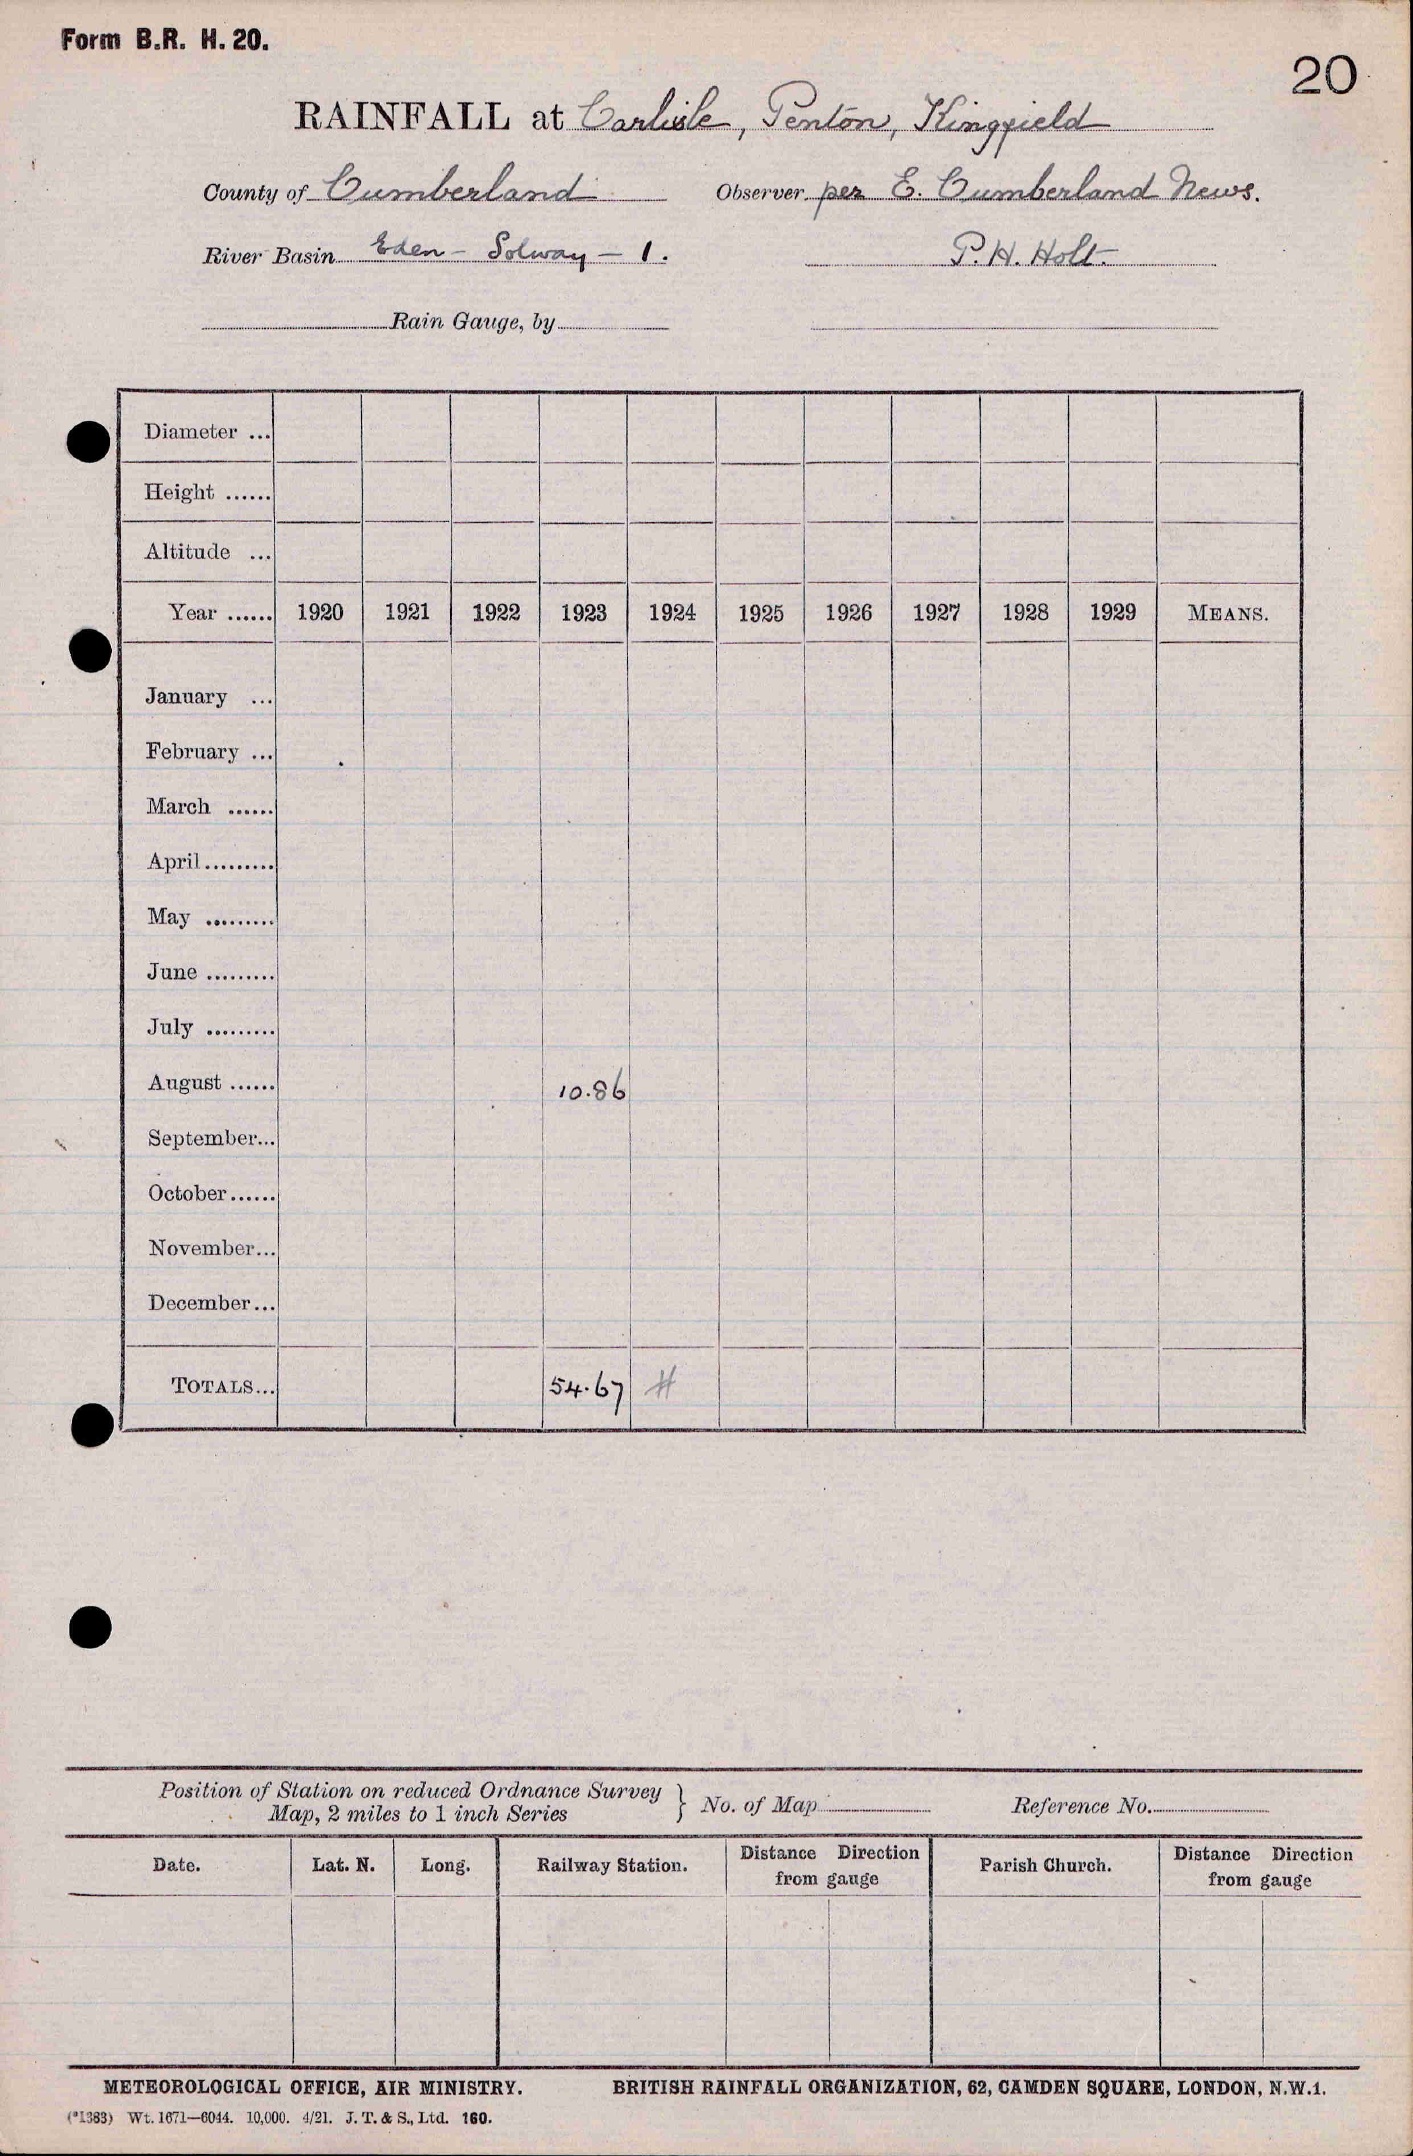 Form B.R. H. 20.
20
RAINFALL at Carlisle, Penton, Kingfield
County of Cumberland Observer per E. Cumberland News.
River Basin Eden - Solway - 1. P. H. Holt.
Rain Gauge, by
Diameter ...
Height ......
Altitude ...
Year ...... 1920 1921 1922 1923 1924 1925 1926 1927 1928 1929 MEANS.
January ...
February ...
March ......
April.........
May .........
June .........
July .........
August ...... 10.86
September...
October......
November...
December...
TOTALS... 54.67 #
Position of Station on reduced Ordnance Survey
Map, 2 miles to 1 inch Series } No. of Map Reference No.
Date. Lat. N. Long. Railway Station. Distance Direction from gauge Parish Church. Distance Direction from gauge
METEOROLOGICAL OFFICE, AIR MINISTRY. BRITISH RAINFALL ORGANIZATION, 62, CAMDEN SQUARE, LONDON, N.W.1.
(*1383) Wt. 1671—6044. 10,000. 4/21. J. T. & S., Ltd. 160.